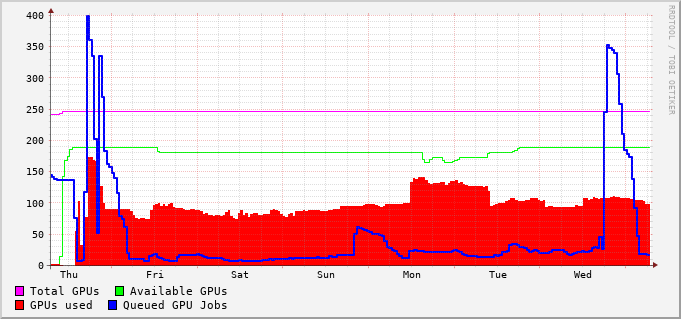 400
350
300
250
200
150
100
50
0
Thu Fri Sat Sun Mon Tue Wed
Total GPUs Available GPUs
GPUs used Queued GPU Jobs
RRDTOOL / TOBI OETIKER